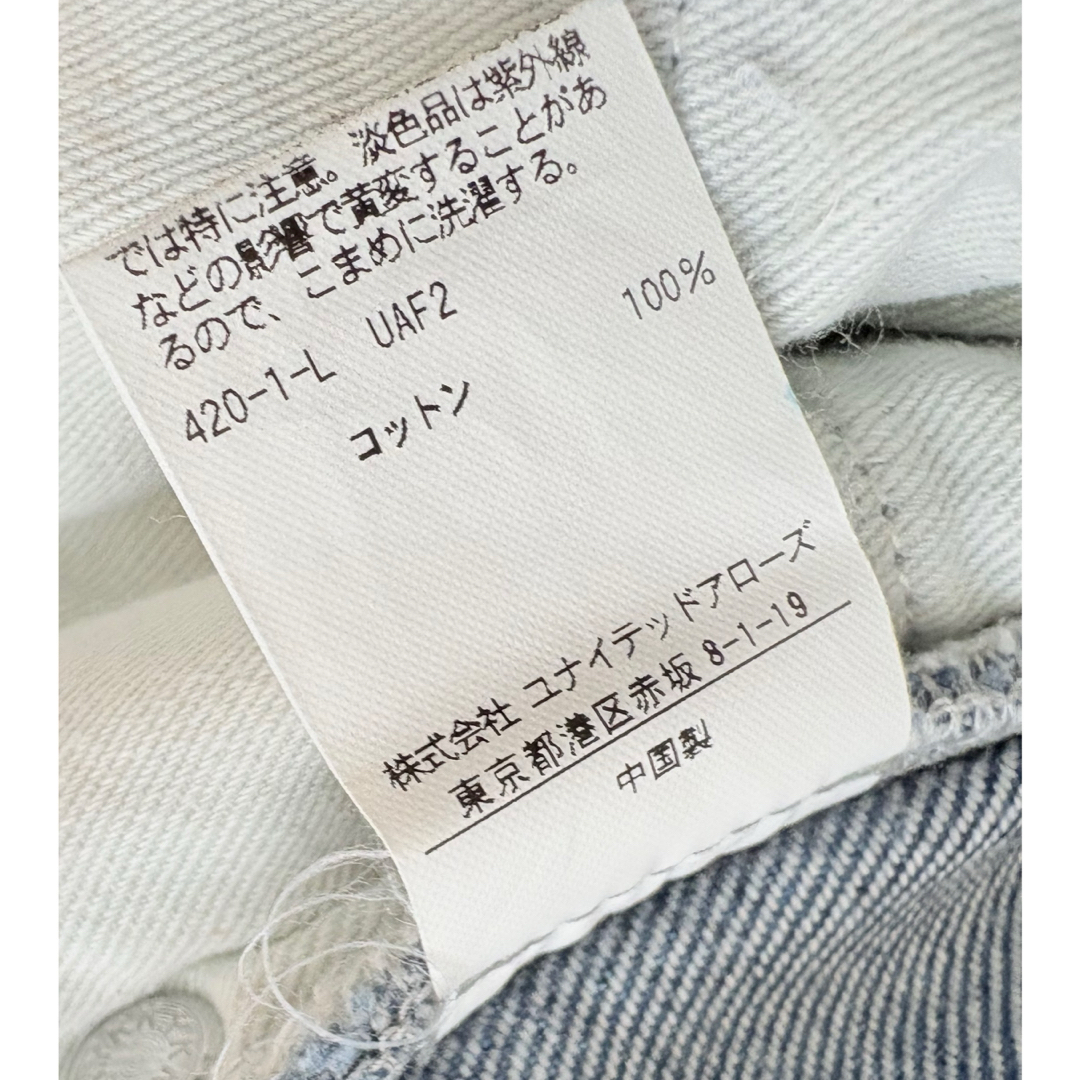 では特に注意。淡色品は紫外線
などの影響で黄変することがあ
るので、こまめに洗濯する。
420-1-L UAF2
コットン 100%
株式会社 ユナイテッドアローズ
東京都港区赤坂 8-1-19
中国製